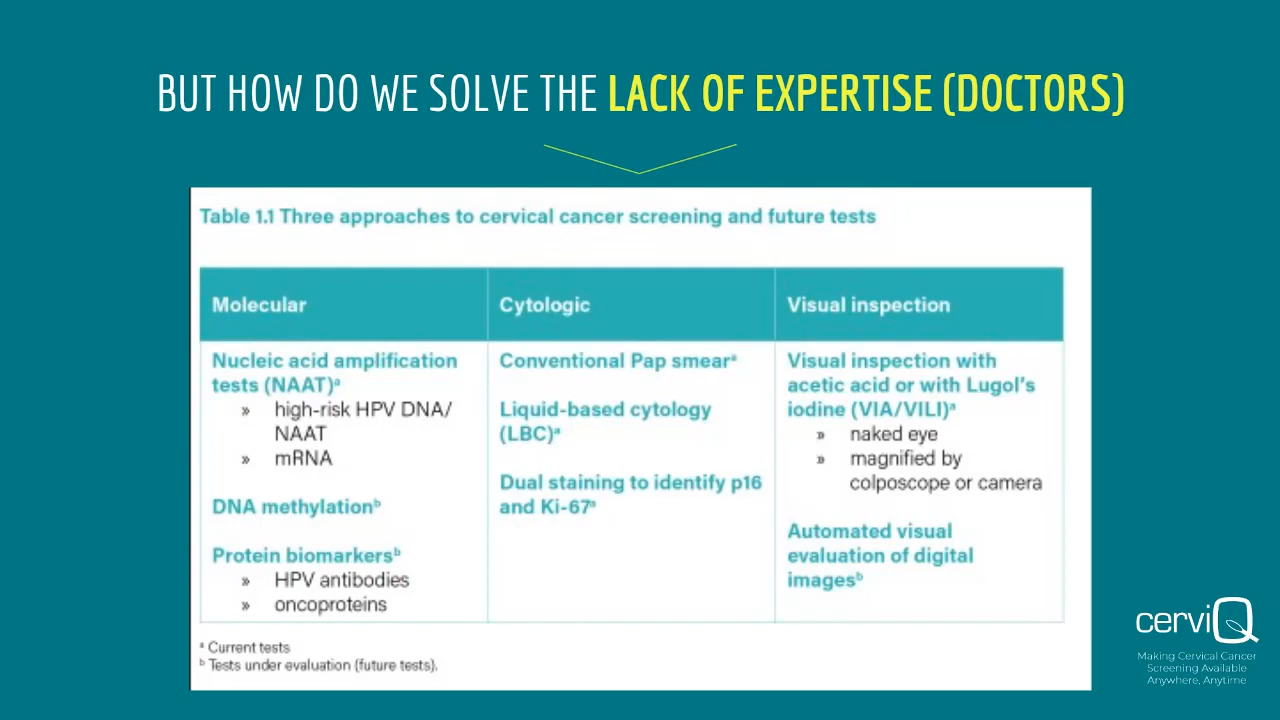 BUT HOW DO WE SOLVE THE LACK OF EXPERTISE (DOCTORS)
Table 1.1 Three approaches to cervical cancer screening and future tests
Molecular
Nucleic acid amplification
tests (NAAT)ᵃ
» high-risk HPV DNA/
NAAT
» mRNA
DNA methylationᵇ
Protein biomarkersᵇ
» HPV antibodies
» oncoproteins
Cytologic
Conventional Pap smearᵃ
Liquid-based cytology
(LBC)ᵃ
Dual staining to identify p16
and Ki-67ᵃ
Visual inspection
Visual inspection with
acetic acid or with Lugol's
iodine (VIA/VILI)ᵃ
» naked eye
» magnified by
colposcope or camera
Automated visual
evaluation of digital
imagesᵇ
ᵃ Current tests
ᵇ Tests under evaluation (future tests).
cerviQ
Making Cervical Cancer
Screening Available
Anywhere, Anytime